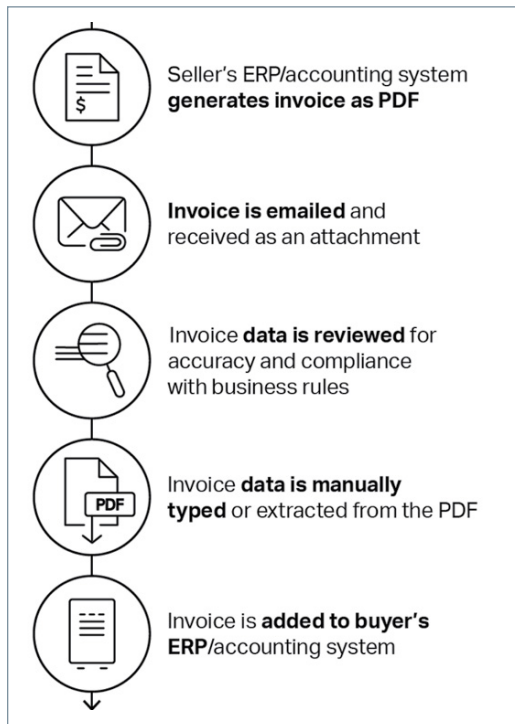 $
Seller's ERP/accounting system
generates invoice as PDF
Invoice is emailed and
received as an attachment
Invoice data is reviewed for
accuracy and compliance
with business rules
PDF
Invoice data is manually
typed or extracted from the PDF
Invoice is added to buyer's
ERP/accounting system